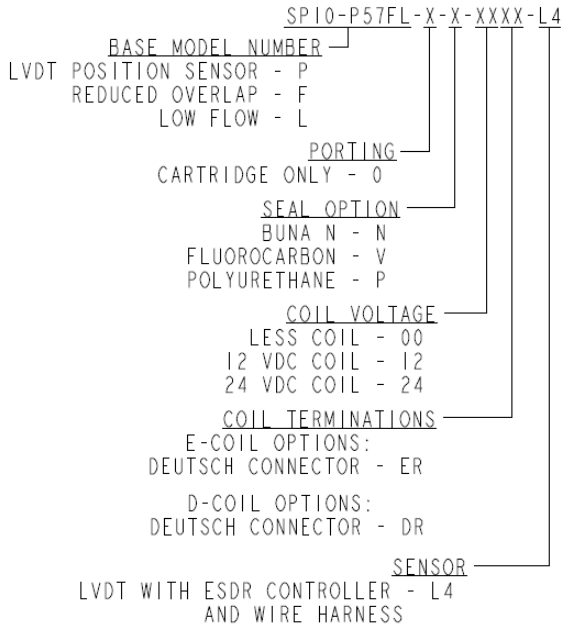 SP10-P57FL-X-X-XXXX-L4
BASE MODEL NUMBER
LVDT POSITION SENSOR - P
REDUCED OVERLAP - F
LOW FLOW - L
PORTING
CARTRIDGE ONLY - 0
SEAL OPTION
BUNA N - N
FLUOROCARBON - V
POLYURETHANE - P
COIL VOLTAGE
LESS COIL - 00
12 VDC COIL - 12
24 VDC COIL - 24
COIL TERMINATIONS
E-COIL OPTIONS:
DEUTSCH CONNECTOR - ER
D-COIL OPTIONS:
DEUTSCH CONNECTOR - DR
SENSOR
LVDT WITH ESDR CONTROLLER - L4
AND WIRE HARNESS